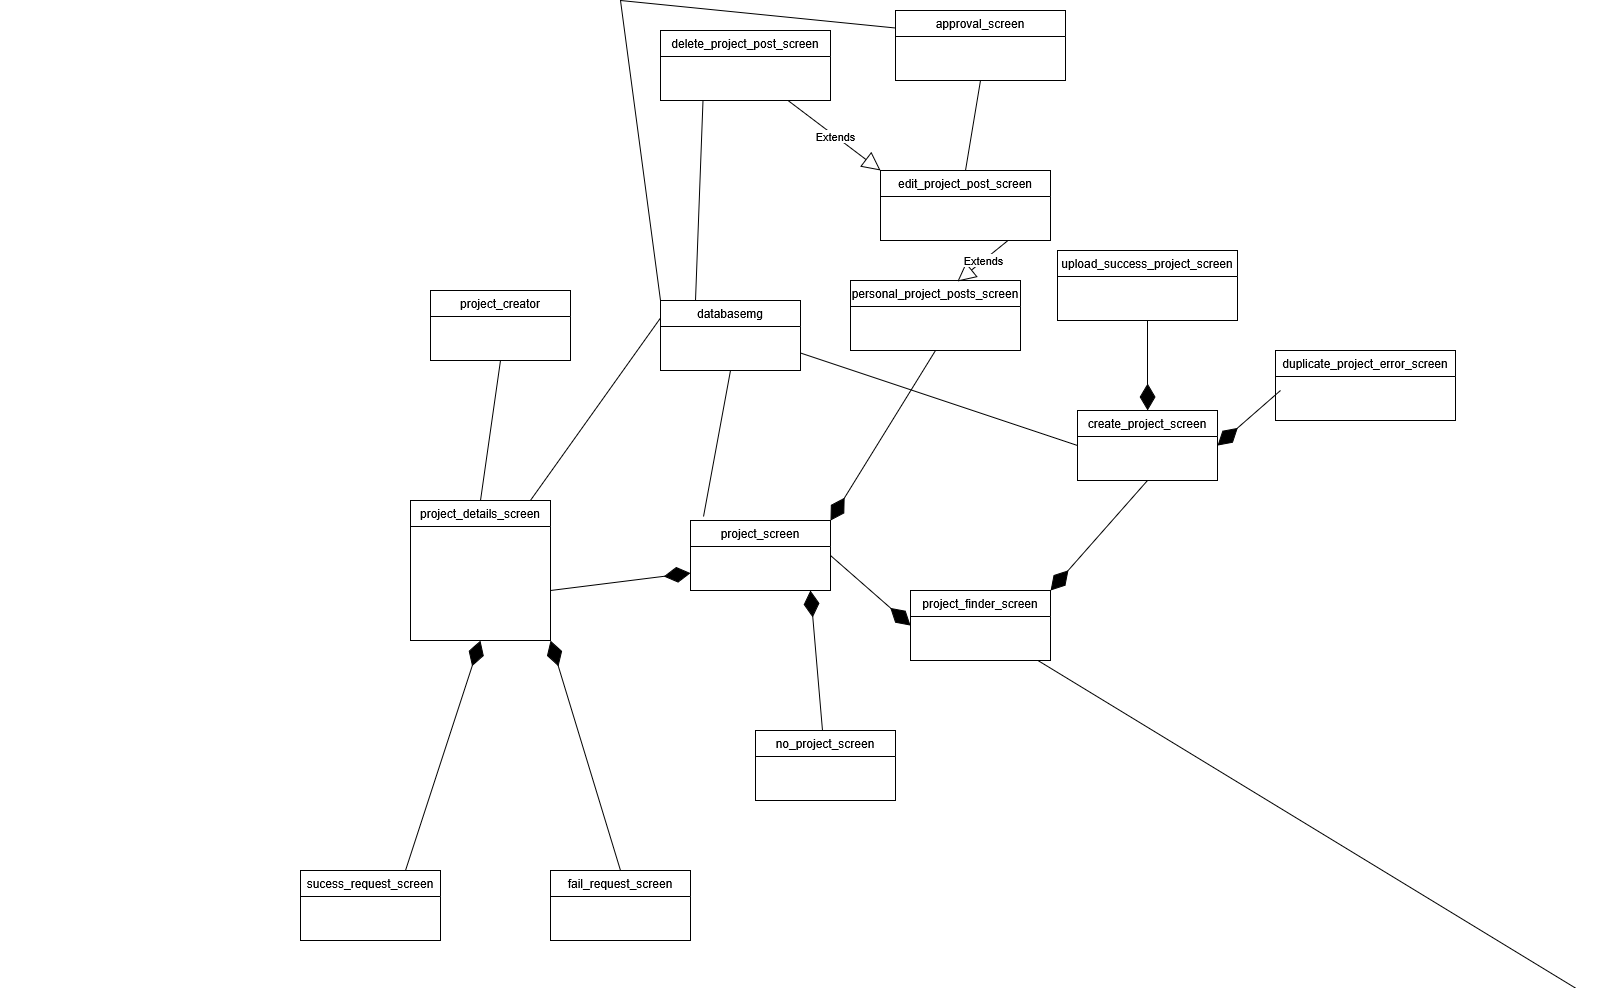 approval_screen
delete_project_post_screen
Extends
edit_project_post_screen
Extends
upload_success_project_screen
personal_project_posts_screen
project_creator
databasemg
duplicate_project_error_screen
create_project_screen
project_details_screen
project_screen
project_finder_screen
no_project_screen
sucess_request_screen
fail_request_screen